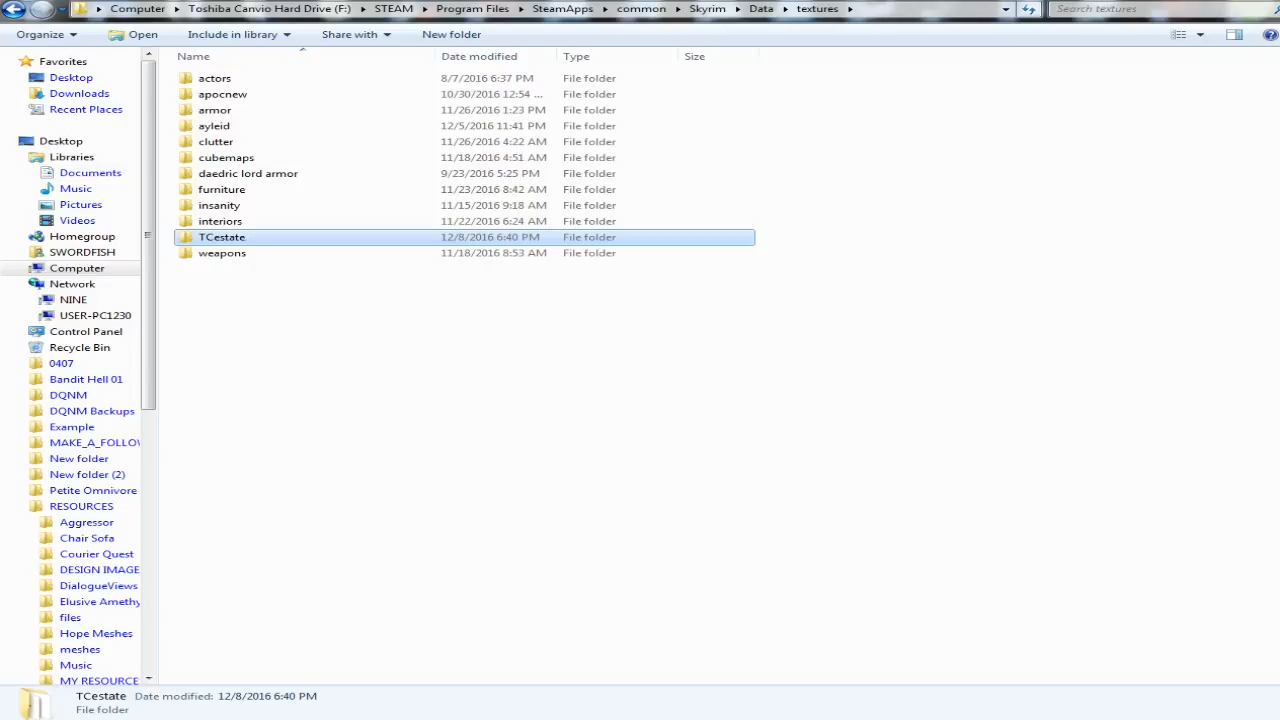 Computer ▸ Toshiba Canvio Hard Drive (F:) ▸ STEAM ▸ Program Files ▸ SteamApps ▸ common ▸ Skyrim ▸ Data ▸ textures ▸ Search textures
Organize Open Include in library Share with New folder
Name Date modified Type Size
Favorites
Desktop
Downloads
Recent Places
Desktop
Libraries
Documents
Music
Pictures
Videos
Homegroup
SWORDFISH
Computer
Network
NINE
USER-PC1230
Control Panel
Recycle Bin
0407
Bandit Hell 01
DQNM
DQNM Backups
Example
MAKE_A_FOLLOV
New folder
New folder (2)
Petite Omnivore
RESOURCES
Aggressor
Chair Sofa
Courier Quest
DESIGN IMAGE
DialogueViews
Elusive Amethy
files
Hope Meshes
meshes
Music
MY RESOURCE
actors 8/7/2016 6:37 PM File folder
apocnew 10/30/2016 12:54 ... File folder
armor 11/26/2016 1:23 PM File folder
ayleid 12/5/2016 11:41 PM File folder
clutter 11/26/2016 4:22 AM File folder
cubemaps 11/18/2016 4:51 AM File folder
daedric lord armor 9/23/2016 5:25 PM File folder
furniture 11/23/2016 8:42 AM File folder
insanity 11/15/2016 9:18 AM File folder
interiors 11/22/2016 6:24 AM File folder
TCestate 12/8/2016 6:40 PM File folder
weapons 11/18/2016 8:53 AM File folder
TCestate Date modified: 12/8/2016 6:40 PM
File folder